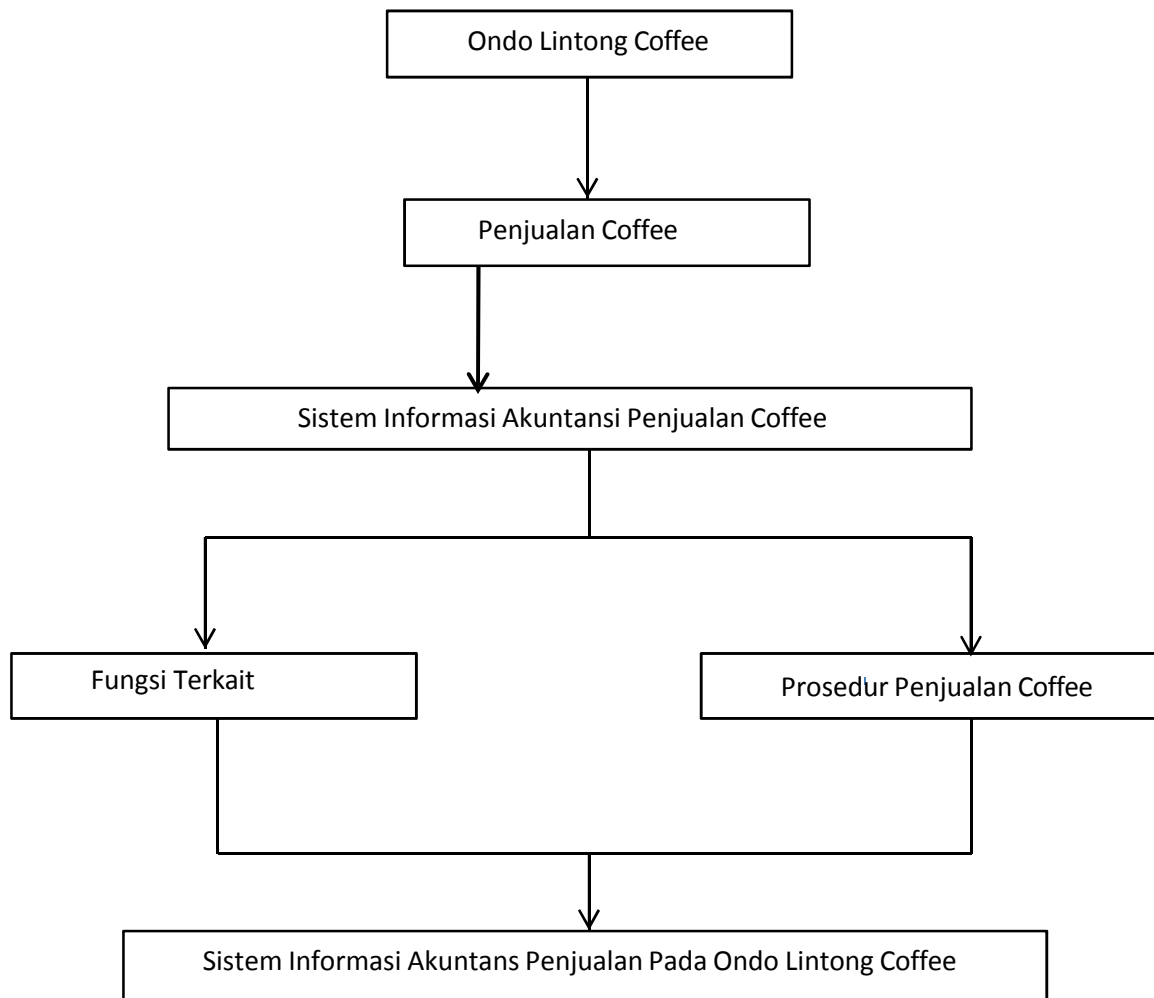 Ondo Lintong Coffee
Penjualan Coffee
Sistem Informasi Akuntansi Penjualan Coffee
Fungsi Terkait
Prosedur Penjualan Coffee
Sistem Informasi Akuntans Penjualan Pada Ondo Lintong Coffee